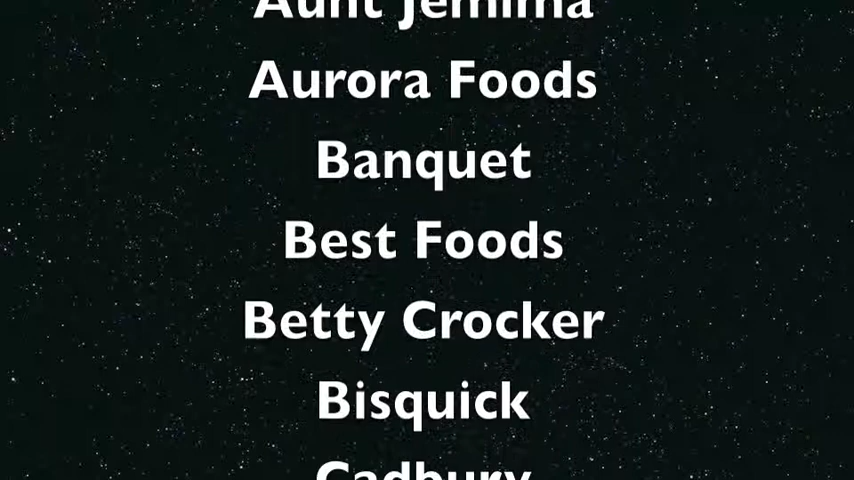 Aunt Jemima
Aurora Foods
Banquet
Best Foods
Betty Crocker
Bisquick
Cadbury